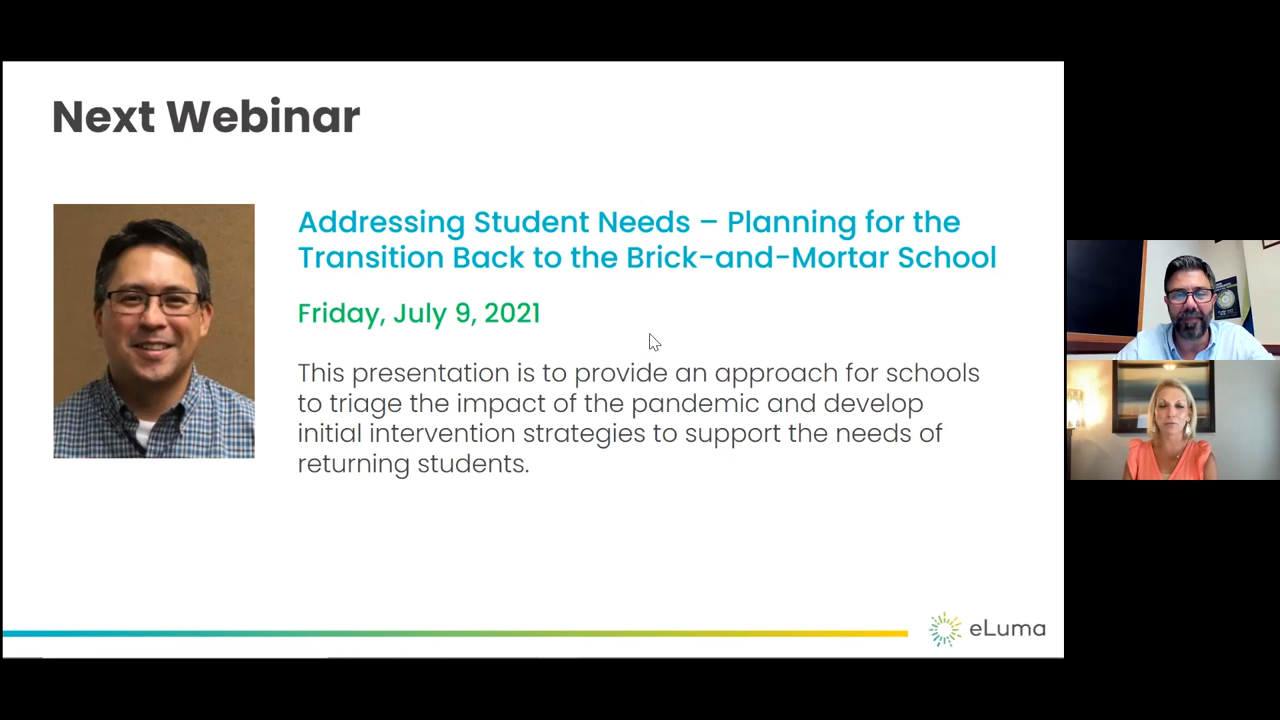 Next Webinar
Addressing Student Needs – Planning for the
Transition Back to the Brick-and-Mortar School
Friday, July 9, 2021
This presentation is to provide an approach for schools
to triage the impact of the pandemic and develop
initial intervention strategies to support the needs of
returning students.
eLuma